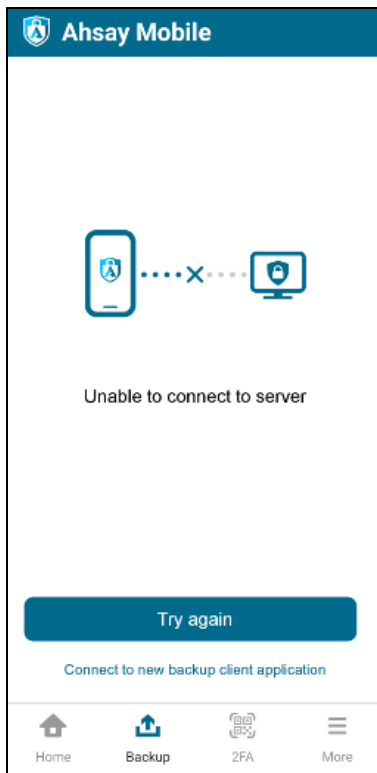 Ahsay Mobile
Unable to connect to server
Try again
Connect to new backup client application
Home Backup 2FA More